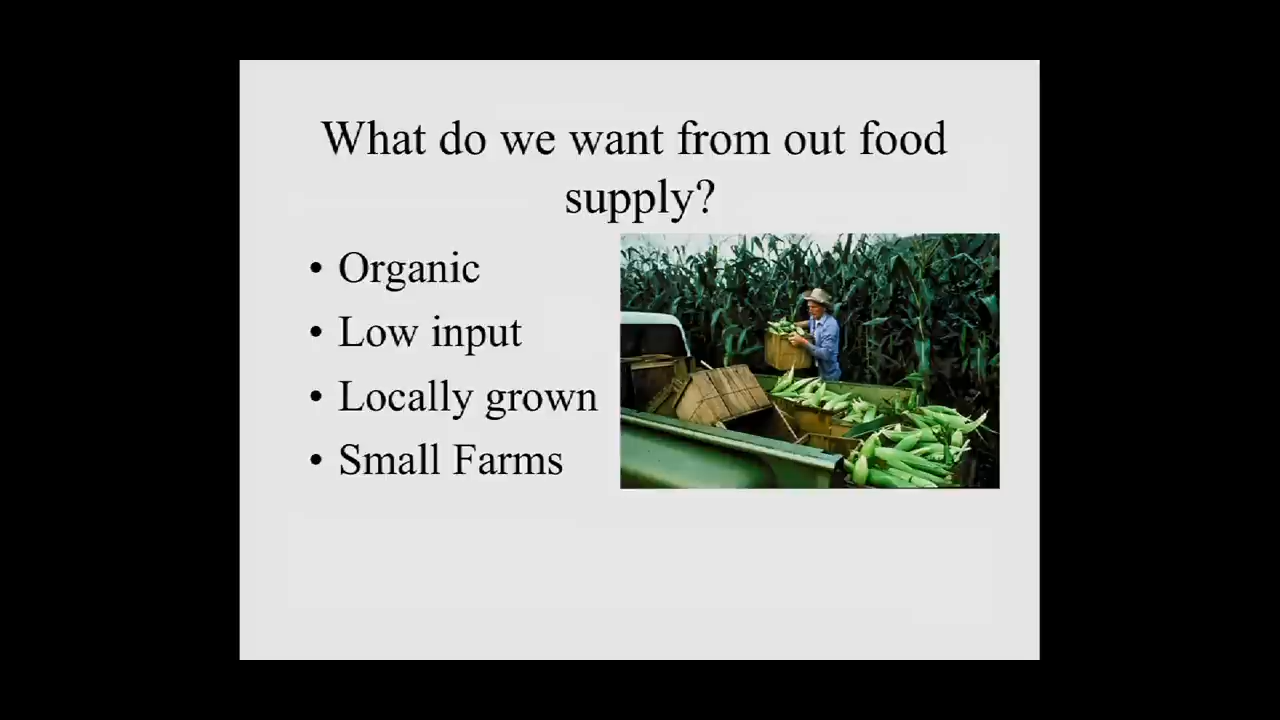 What do we want from out food
supply?
• Organic
• Low input
• Locally grown
• Small Farms